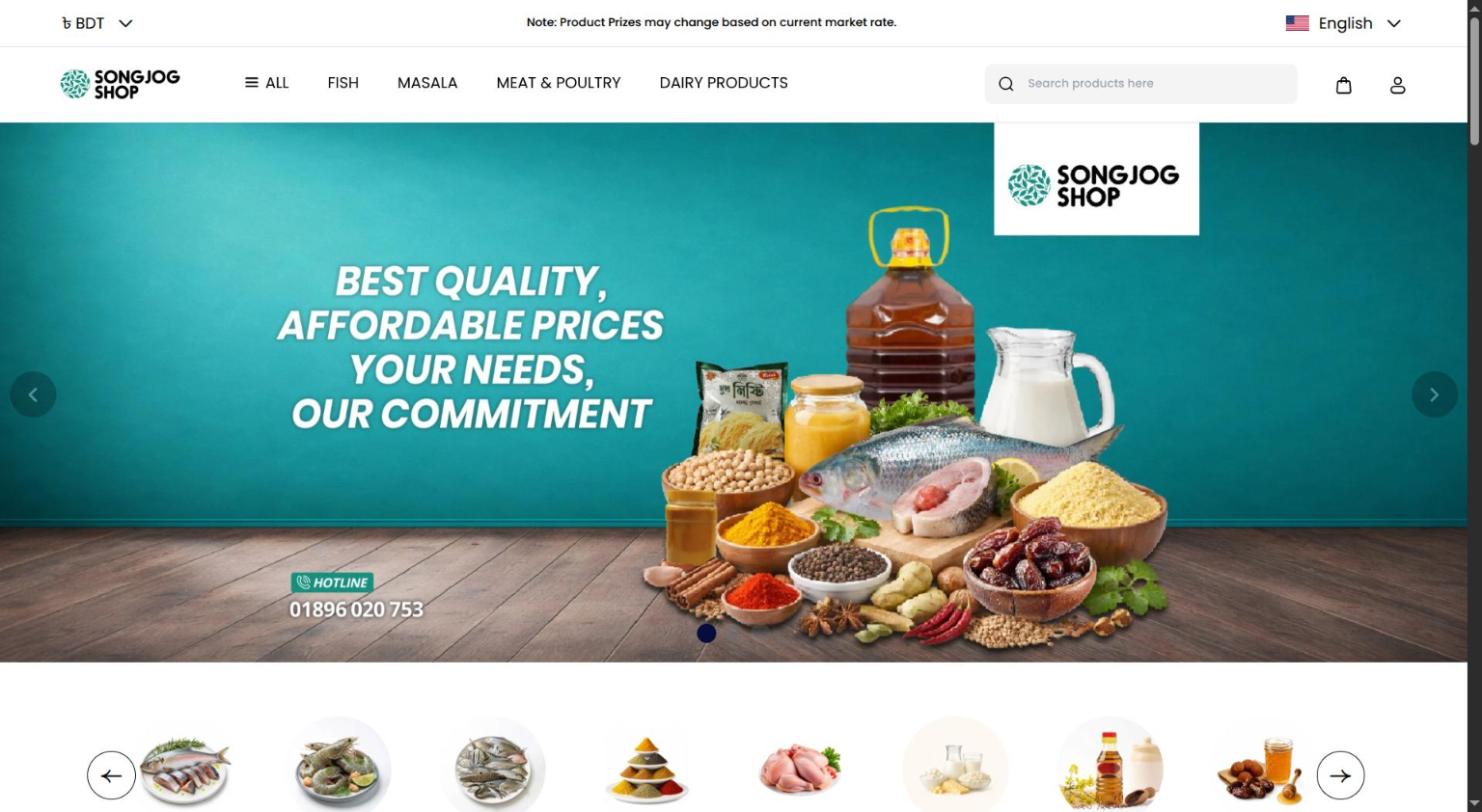 ৳ BDT
Note: Product Prizes may change based on current market rate.
English
SONGJOG
SHOP
ALL
FISH
MASALA
MEAT & POULTRY
DAIRY PRODUCTS
Search products here
SONGJOG
SHOP
BEST QUALITY,
AFFORDABLE PRICES
YOUR NEEDS,
OUR COMMITMENT
HOTLINE
01896 020 753